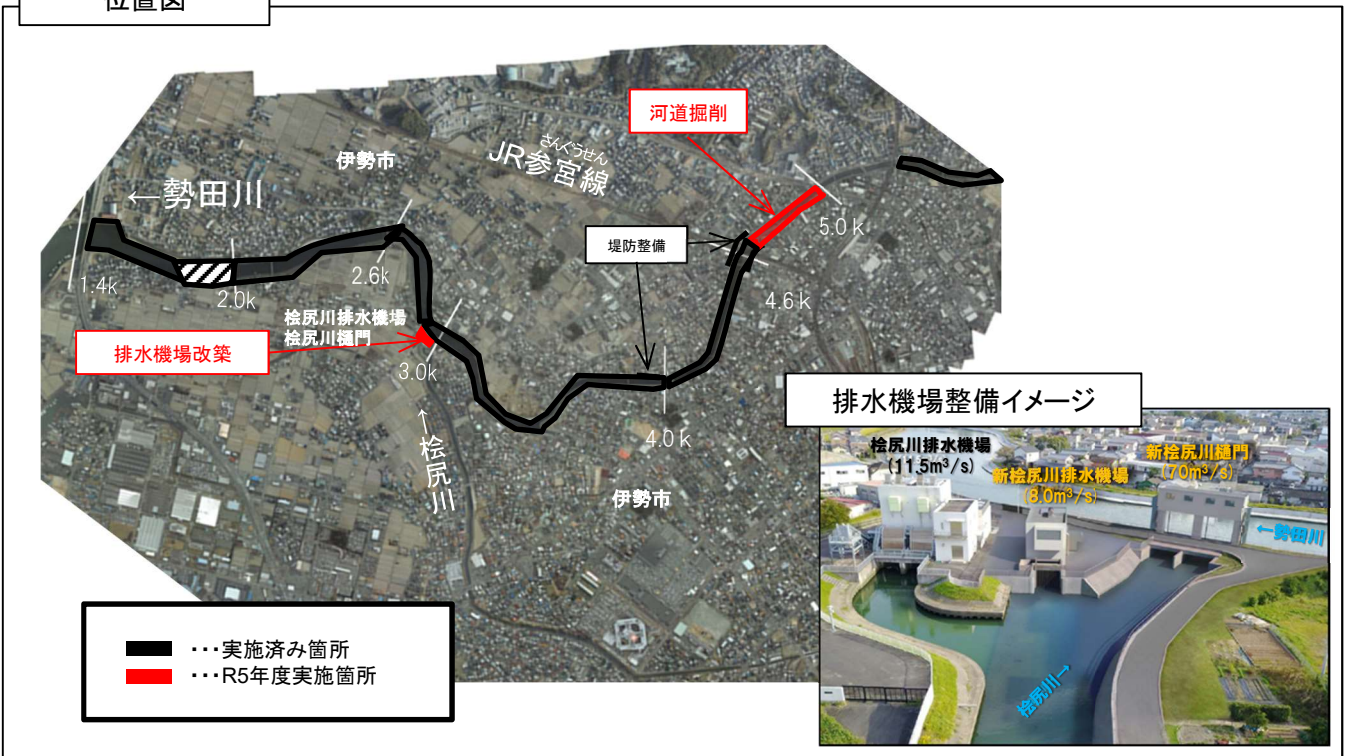 位置図
河道掘削
さんぐうせん
JR参宮線
伊勢市
←勢田川
堤防整備
5.0k
4.6k
1.4k
2.0k
2.6k
桧尻川排水機場
桧尻川樋門
排水機場改築
3.0k
←桧尻川
4.0k
伊勢市
排水機場整備イメージ
桧尻川排水機場
(11.5m³/s)
新桧尻川排水機場
(8.0m³/s)
新桧尻川樋門
(70m³/s)
←勢田川
桧尻川→
・・・実施済み箇所
・・・R5年度実施箇所